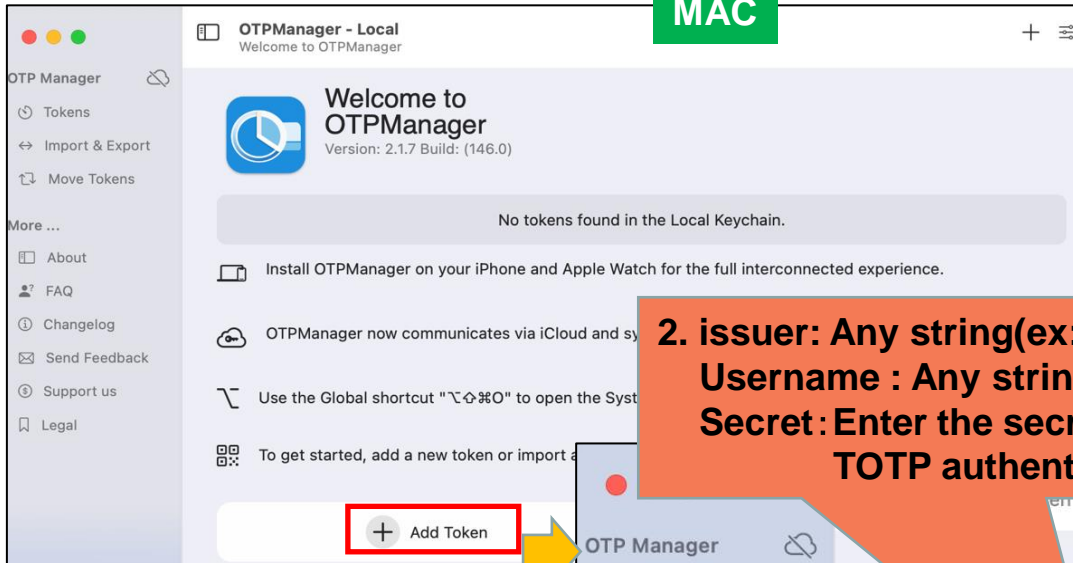 MAC
OTPManager - Local
Welcome to OTPManager
OTP Manager
Tokens
Import & Export
Move Tokens
More ...
About
FAQ
Changelog
Send Feedback
Support us
Legal
Welcome to
OTPManager
Version: 2.1.7 Build: (146.0)
No tokens found in the Local Keychain.
Install OTPManager on your iPhone and Apple Watch for the full interconnected experience.
OTPManager now communicates via iCloud and sy
Use the Global shortcut "⌥⇧⌘O" to open the Syst
To get started, add a new token or import a
Add Token
2. issuer: Any string(ex:
Username : Any strin
Secret：Enter the secr
TOTP authent
OTP Manager